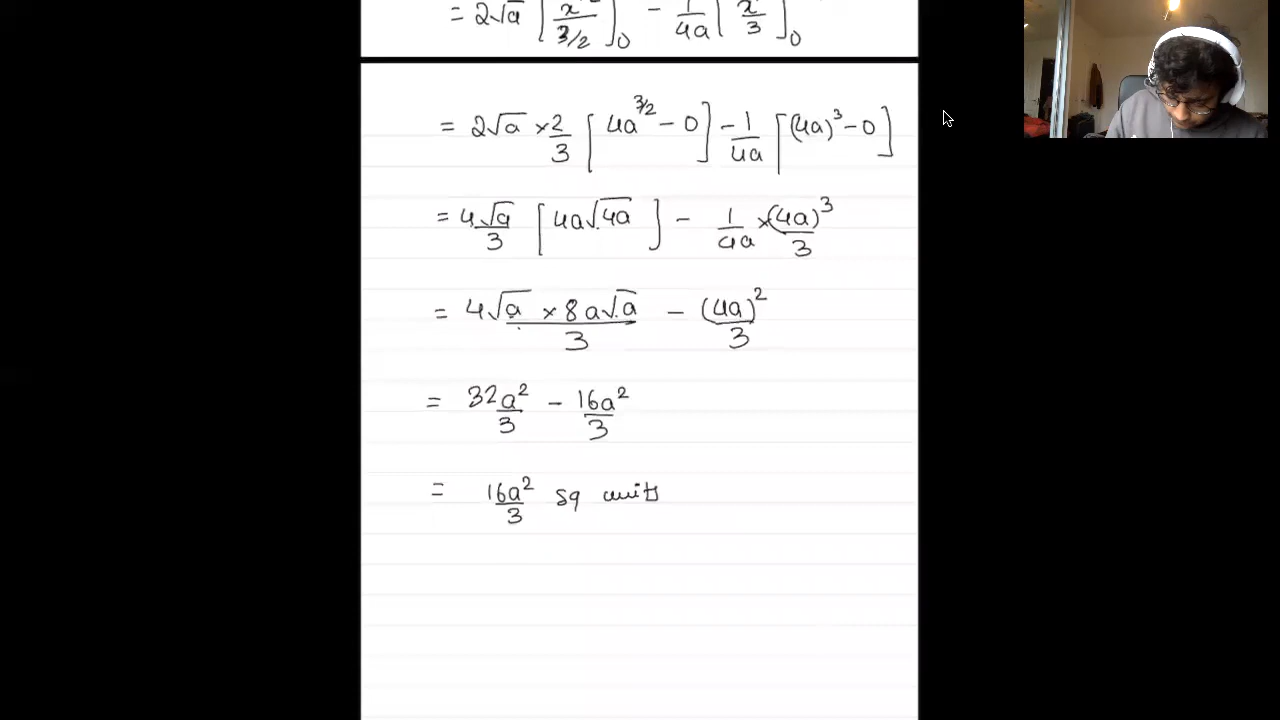 = 2√a [x/3/2]₀ - 1/4a [x³/3]₀
= 2√a × 2/3 [4a^3/2 - 0] - 1/4a [(4a)³ - 0]
= 4√a/3 [4a√4a] - 1/4a × (4a)³/3
= 4√a × 8a√a/3 - (4a)²/3
= 32a²/3 - 16a²/3
= 16a²/3 sq units